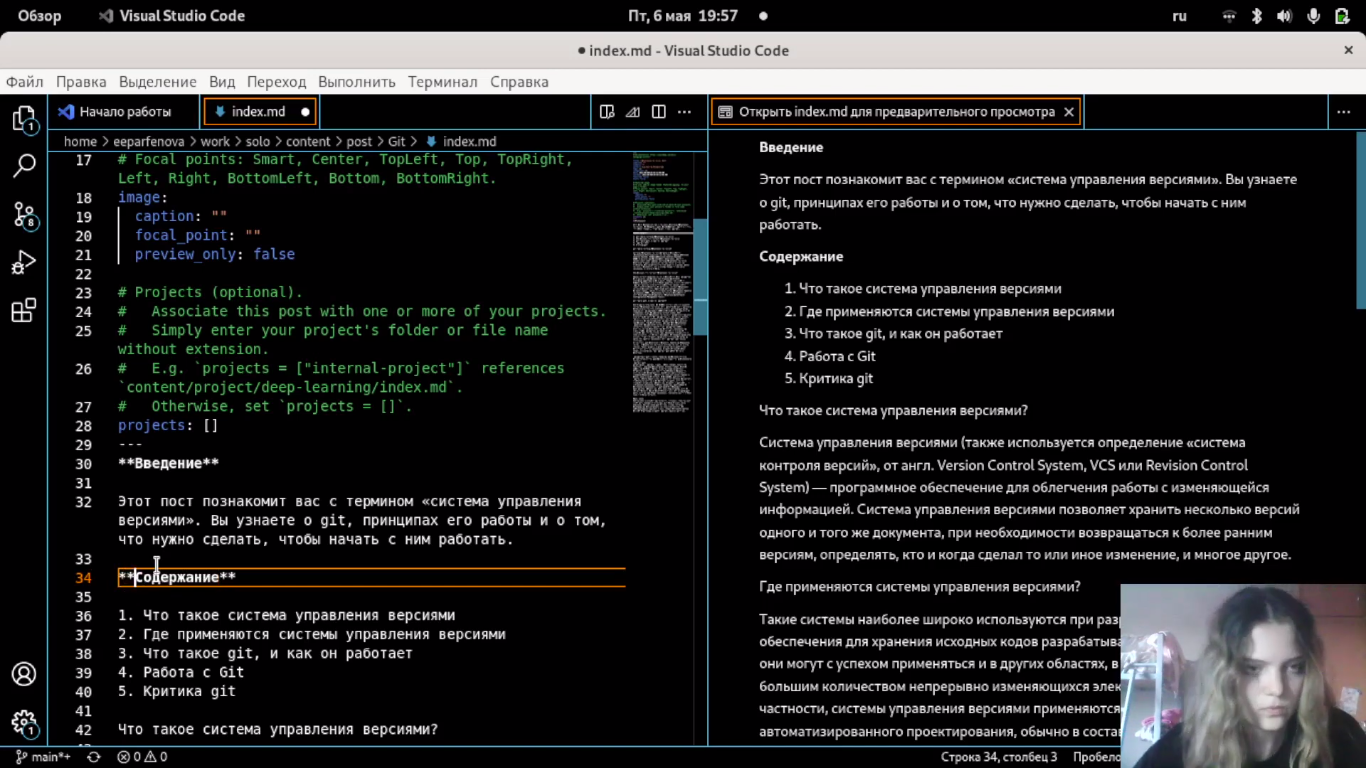 Обзор Visual Studio Code Пт, 6 мая 19:57 ru
index.md - Visual Studio Code
Файл Правка Выделение Вид Переход Выполнить Терминал Справка
Начало работы index.md
home > eeparfenova > work > solo > content > post > Git > index.md
17 # Focal points: Smart, Center, TopLeft, Top, TopRight,
Left, Right, BottomLeft, Bottom, BottomRight.
18 image:
19 caption: ""
20 focal_point: ""
21 preview_only: false
22
23 # Projects (optional).
24 #   Associate this post with one or more of your projects.
25 #   Simply enter your project's folder or file name
without extension.
26 #   E.g. `projects = ["internal-project"]` references
`content/project/deep-learning/index.md`.
27 #   Otherwise, set `projects = []`.
28 projects: []
29 ---
30 **Введение**
31
32 Этот пост познакомит вас с термином «система управления
версиями». Вы узнаете о git, принципах его работы и о том,
что нужно сделать, чтобы начать с ним работать.
33
34 **Содержание**
35
36 1. Что такое система управления версиями
37 2. Где применяются системы управления версиями
38 3. Что такое git, и как он работает
39 4. Работа с Git
40 5. Критика git
41
42 Что такое система управления версиями?
Открыть index.md для предварительного просмотра
Введение
Этот пост познакомит вас с термином «система управления версиями». Вы узнаете
о git, принципах его работы и о том, что нужно сделать, чтобы начать с ним
работать.
Содержание
1. Что такое система управления версиями
2. Где применяются системы управления версиями
3. Что такое git, и как он работает
4. Работа с Git
5. Критика git
Что такое система управления версиями?
Система управления версиями (также используется определение «система
контроля версий», от англ. Version Control System, VCS или Revision Control
System) — программное обеспечение для облегчения работы с изменяющейся
информацией. Система управления версиями позволяет хранить несколько версий
одного и того же документа, при необходимости возвращаться к более ранним
версиям, определять, кто и когда сделал то или иное изменение, и многое другое.
Где применяются системы управления версиями?
Такие системы наиболее широко используются при
обеспечения для хранения исходных кодов
они могут с успехом применяться и в других областях, в
большим количеством непрерывно изменяющихся
частности, системы управления версиями применяются
автоматизированного проектирования, обычно в
main*+ 0 0 Строка 34, столбец 3
1
8
1